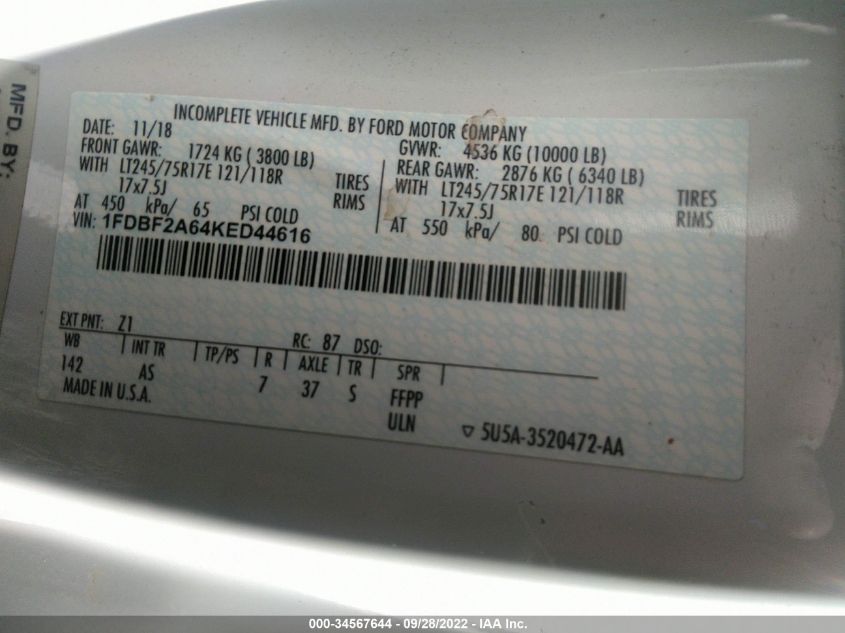 MFD. BY:
INCOMPLETE VEHICLE MFD. BY FORD MOTOR COMPANY
DATE: 11/18
GVWR: 4536 KG (10000 LB)
FRONT GAWR: 1724 KG ( 3800 LB)
REAR GAWR: 2876 KG ( 6340 LB)
WITH LT245/75R17E 121/118R TIRES
WITH LT245/75R17E 121/118R TIRES
17x7.5J RIMS
17x7.5J RIMS
AT 450 kPa/ 65 PSI COLD
AT 550 kPa/ 80 PSI COLD
VIN: 1FDBF2A64KED44616
EXT PNT: Z1 RC: 87 DSO:
WB INT TR TP/PS R AXLE TR SPR
142 AS 7 37 S FFPP
MADE IN U.S.A. ULN
▽ 5U5A-3520472-AA
000-34567644 - 09/28/2022 - IAA Inc.